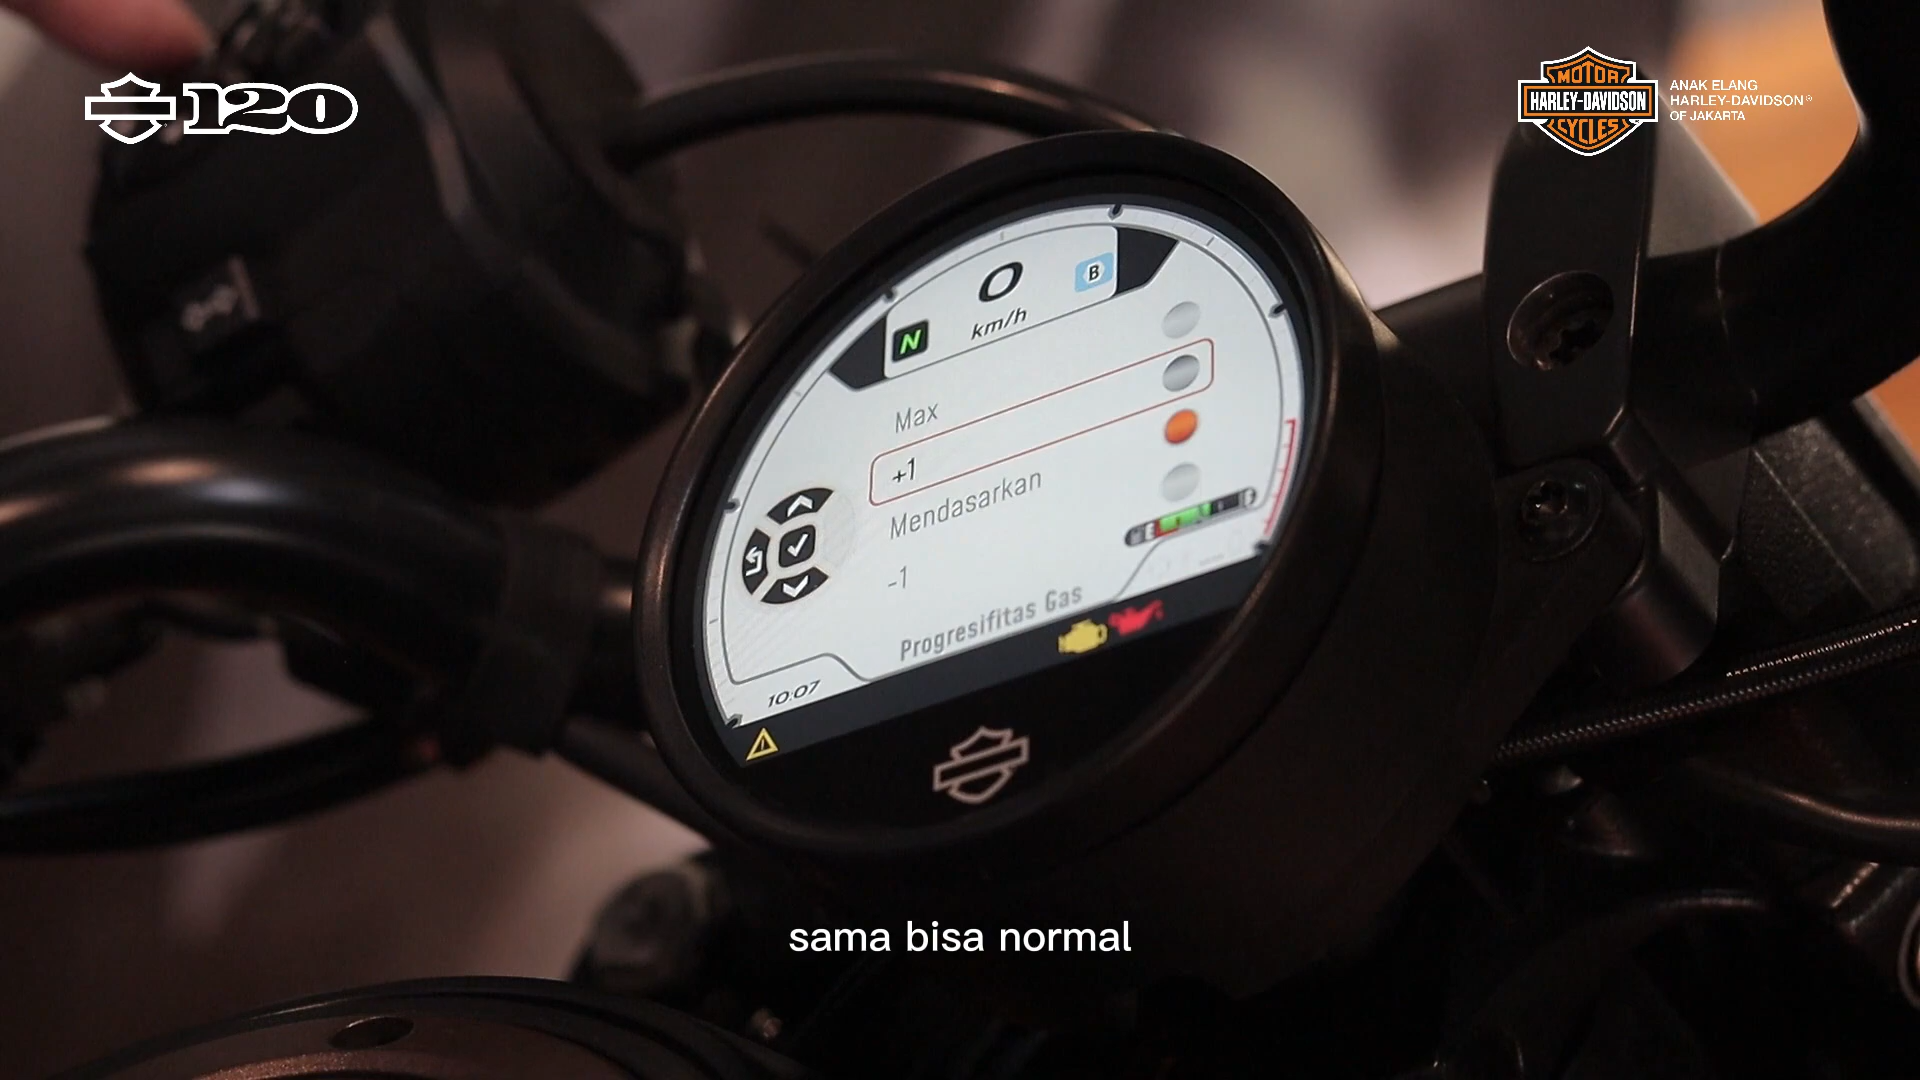 120
MOTOR
HARLEY-DAVIDSON
CYCLES
ANAK ELANG
HARLEY-DAVIDSON®
OF JAKARTA
0
B
N
km/h
Max
+1
Mendasarkan
-1
Progresifitas Gas
10:07
sama bisa normal